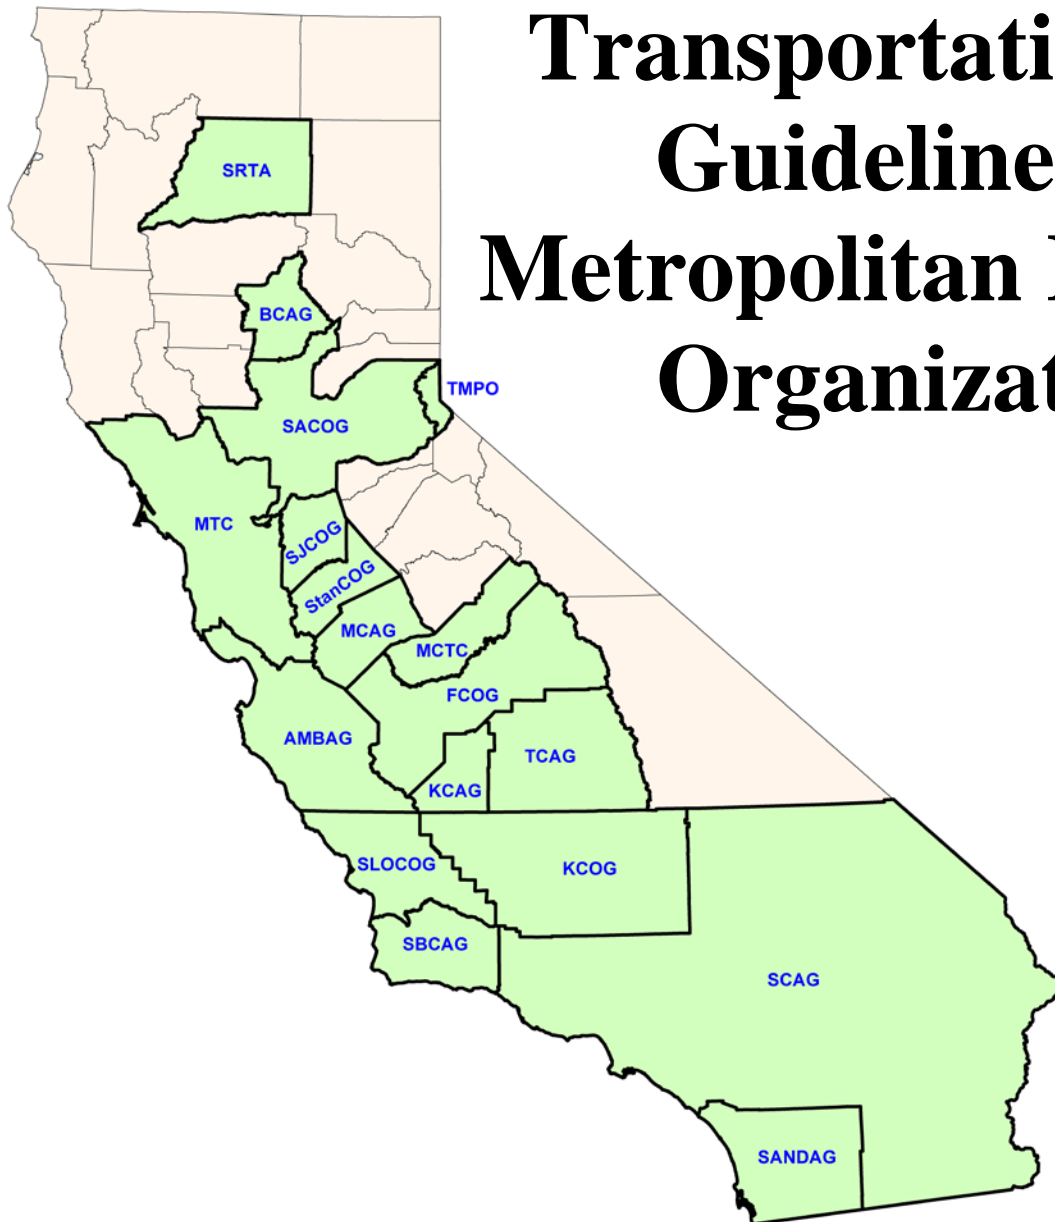 Transportati
Guideline
Metropolitan
Organizat
SRTA
BCAG
TMPO
SACOG
MTC
SJCOG
StanCOG
MCAG
MCTC
FCOG
AMBAG
TCAG
KCAG
SLOCOG
KCOG
SBCAG
SCAG
SANDAG